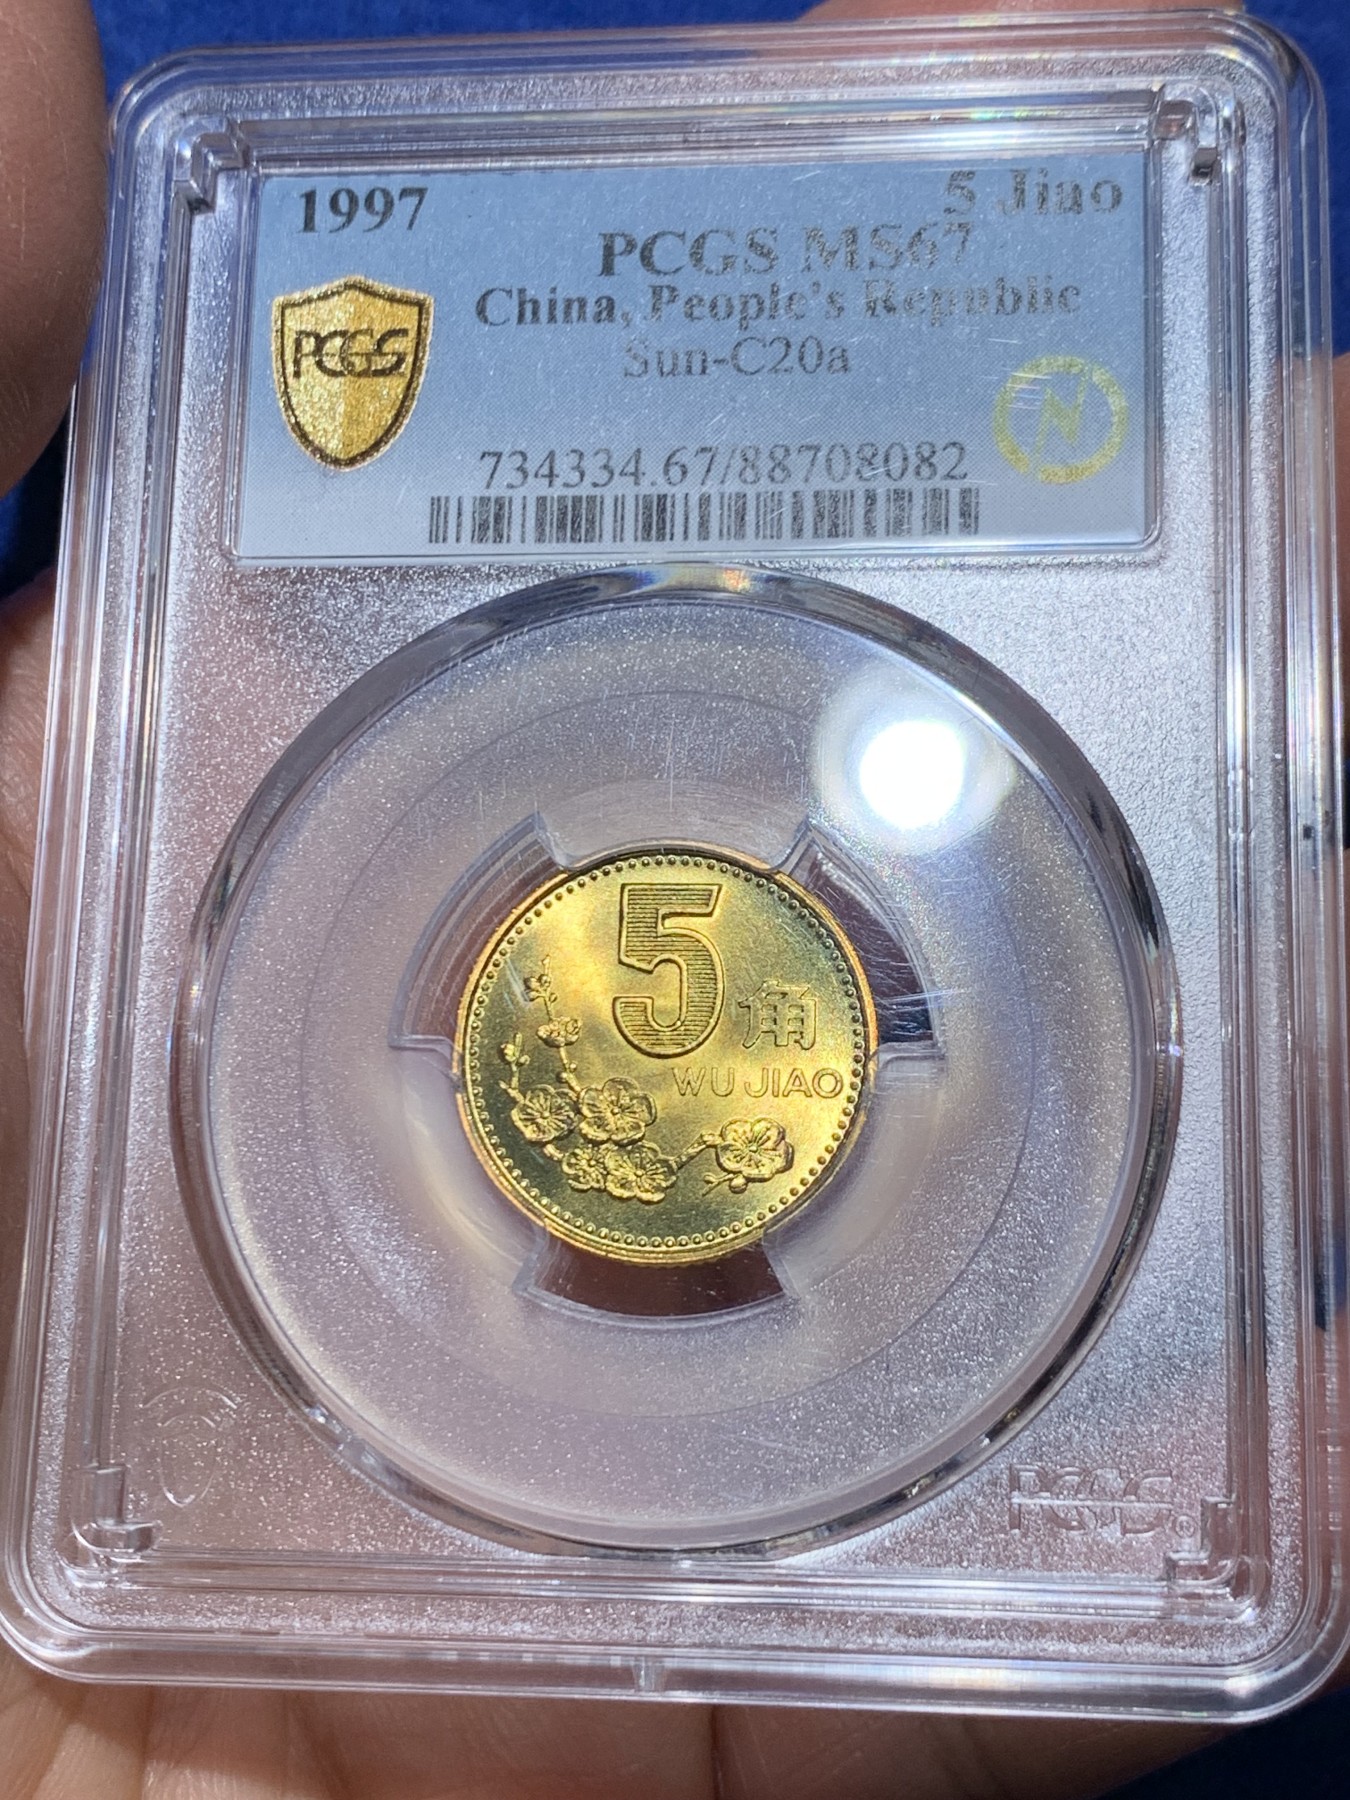 1997 5 Jiao
PCGS MS67
China, People's Republic
Sun-C20a
PCGS
N
734334.67/88708082
5
角
WU JIAO
PCGS